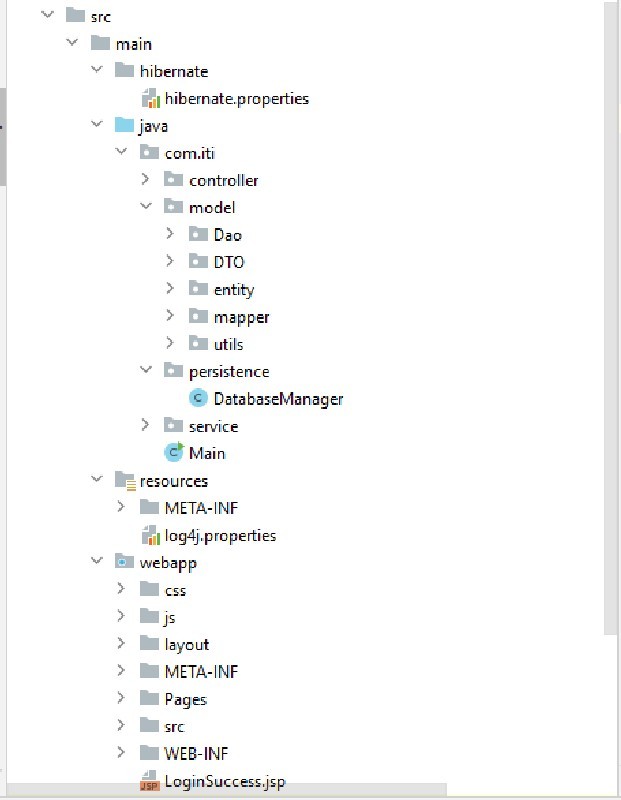 src
main
hibernate
hibernate.properties
java
com.iti
controller
model
Dao
DTO
entity
mapper
utils
persistence
DatabaseManager
service
Main
resources
META-INF
log4j.properties
webapp
css
js
layout
META-INF
Pages
src
WEB-INF
LoginSuccess.jsp